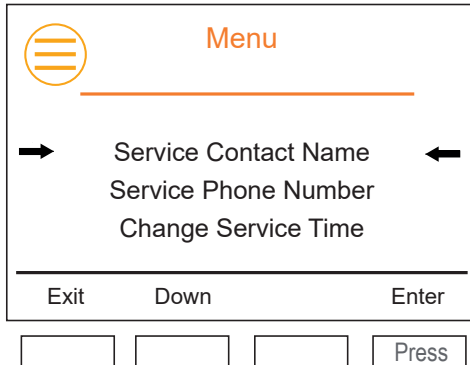 Menu
Service Contact Name
Service Phone Number
Change Service Time
Exit Down Enter
Press